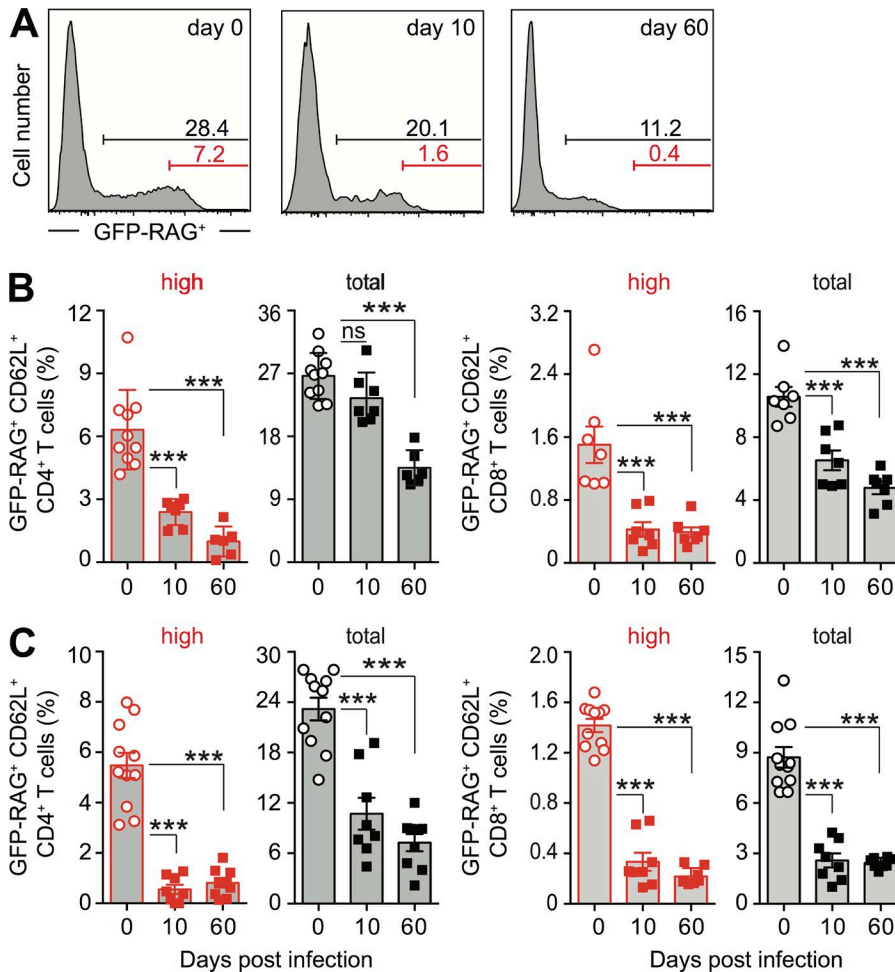 A
day 0
day 10
day 60
Cell number
28.4
7.2
20.1
1.6
11.2
0.4
GFP-RAG⁺
B
high
total
high
total
GFP-RAG⁺ CD62L⁺
CD4⁺ T cells (%)
12
9
6
3
0
***
***
0 10 60
36
27
18
9
0
***
ns
0 10 60
GFP-RAG⁺ CD62L⁺
CD8⁺ T cells (%)
3.2
2.4
1.6
0.8
0
***
***
0 10 60
16
12
8
4
0
***
***
0 10 60
C
high
total
high
total
GFP-RAG⁺ CD62L⁺
CD4⁺ T cells (%)
10
8
6
4
2
0
***
***
0 10 60
30
24
18
12
6
0
***
***
0 10 60
GFP-RAG⁺ CD62L⁺
CD8⁺ T cells (%)
2.0
1.6
1.2
0.8
0.4
0
***
***
0 10 60
15
12
9
6
3
0
***
***
0 10 60
Days post infection
Days post infection